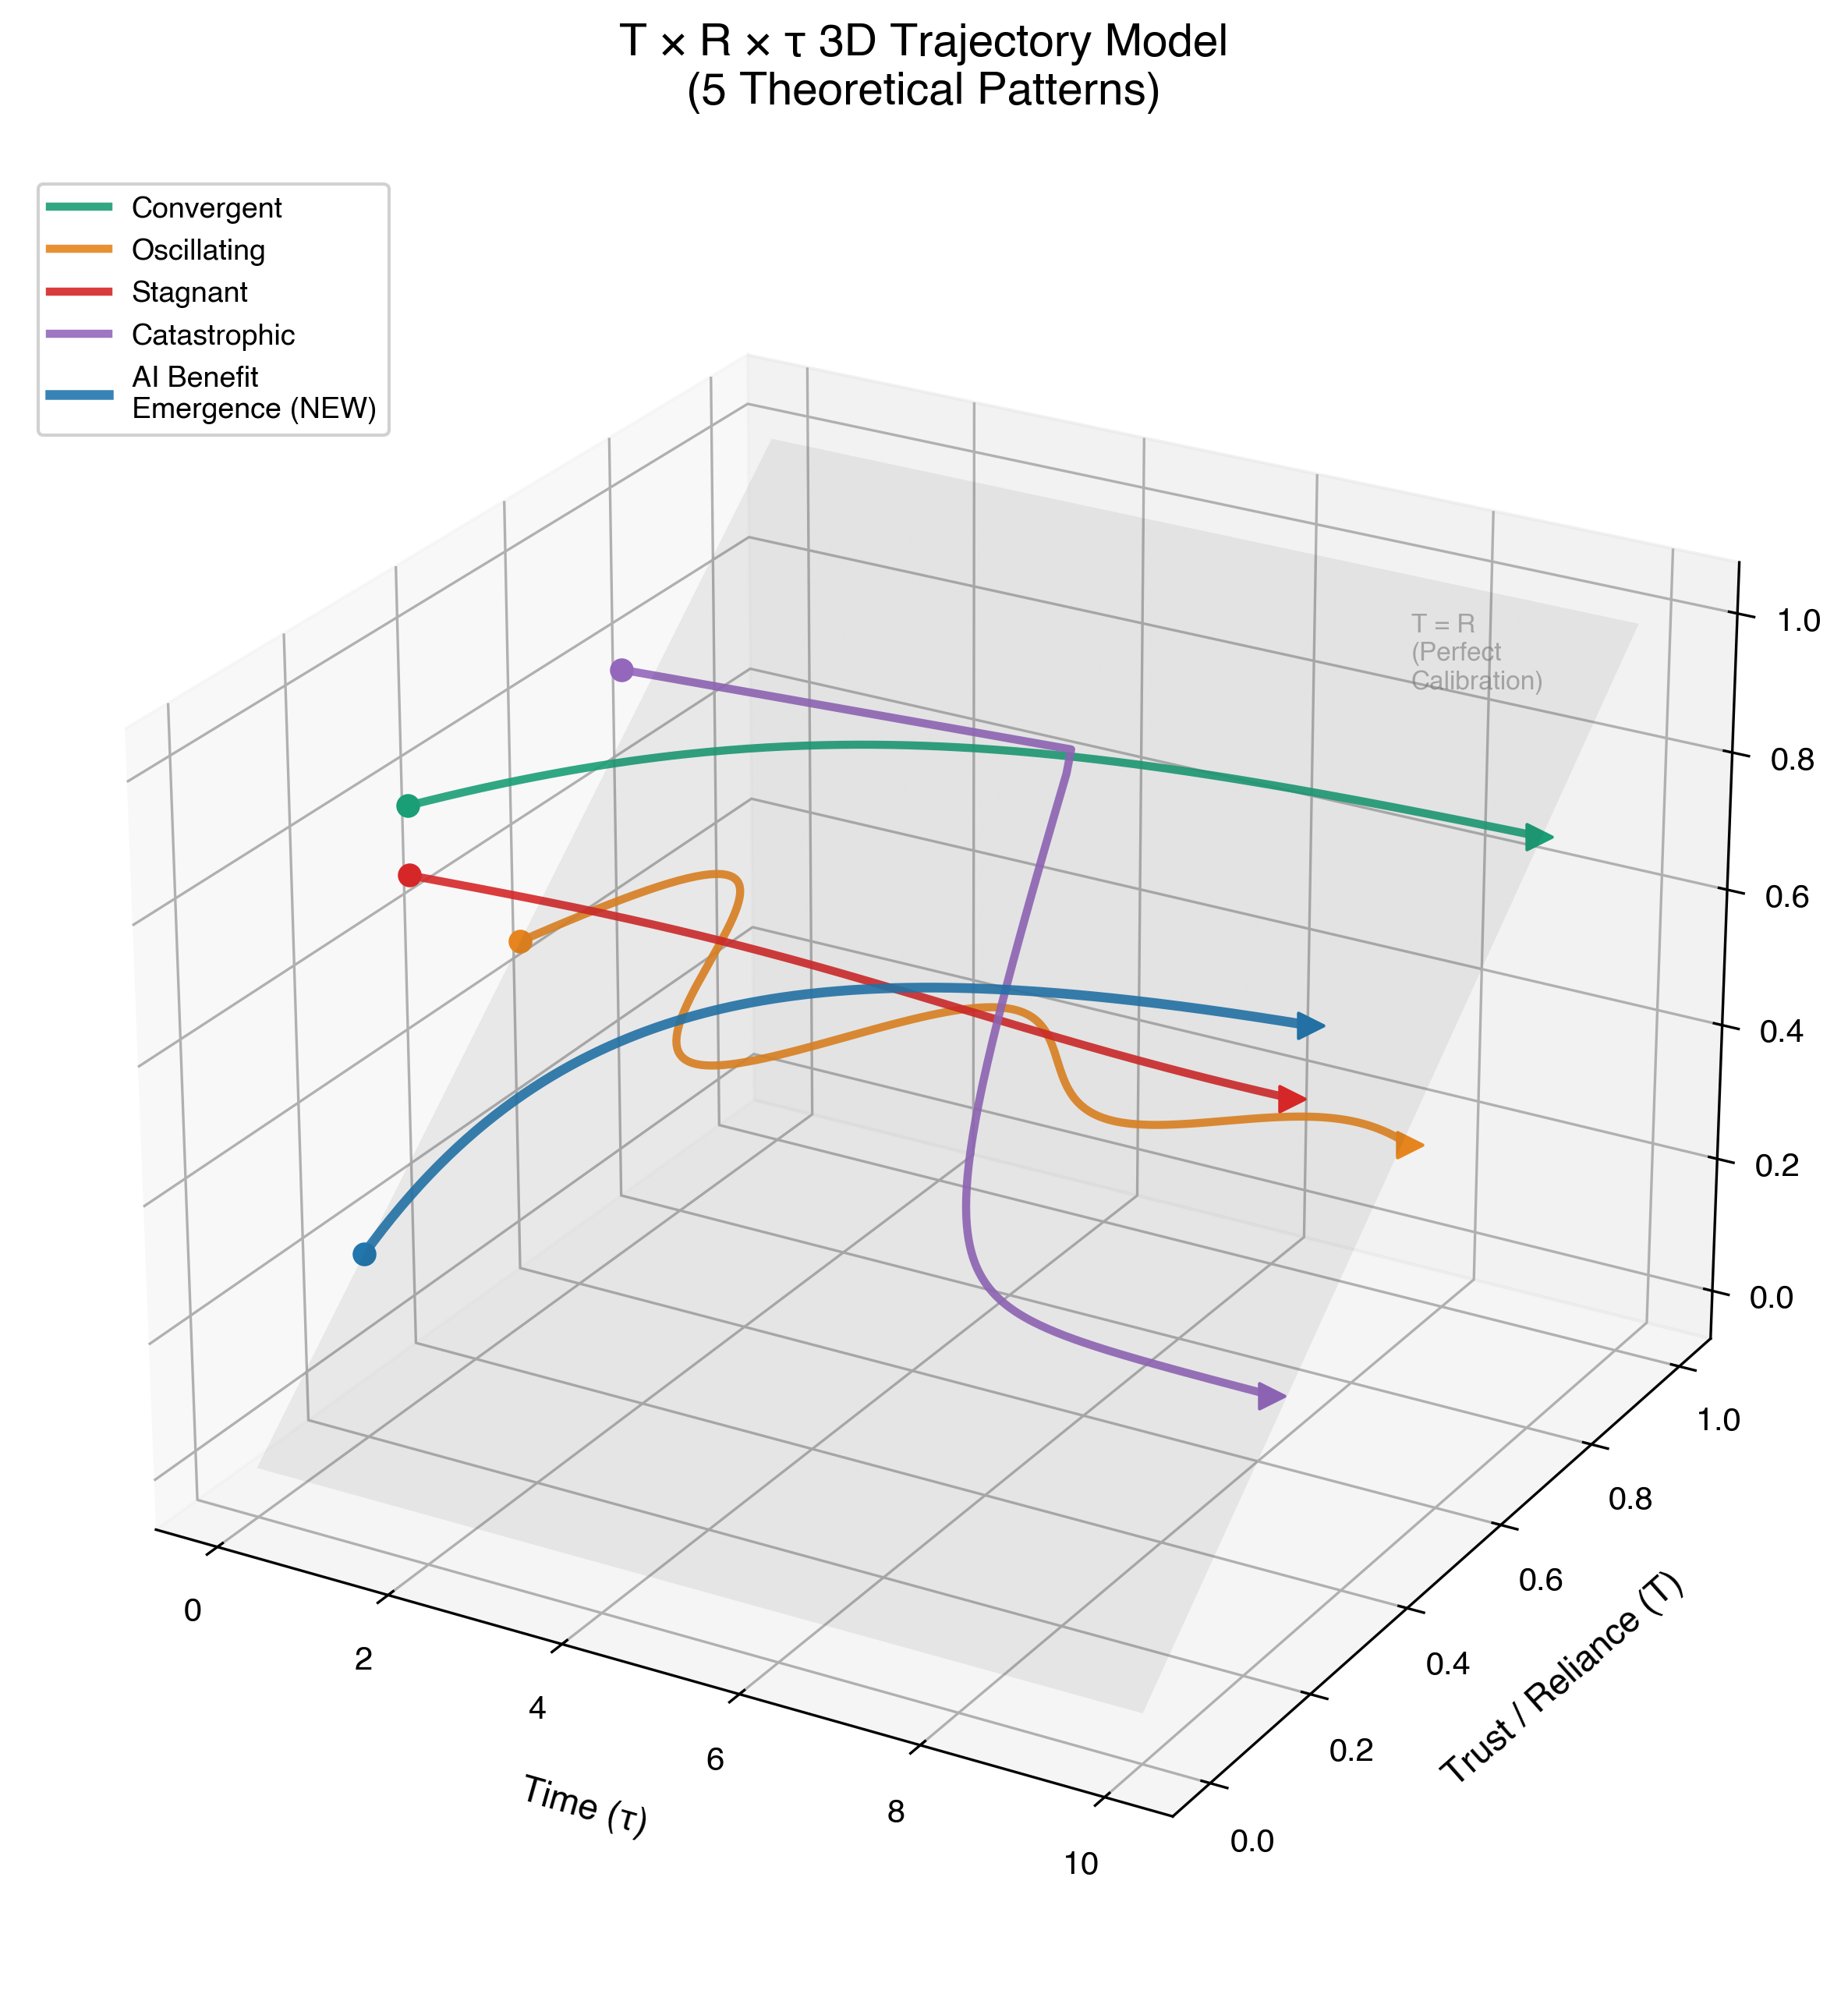 T × R × τ 3D Trajectory Model
(5 Theoretical Patterns)
Convergent
Oscillating
Stagnant
Catastrophic
AI Benefit
Emergence (NEW)
T = R
(Perfect
Calibration)
1.0
0.8
0.6
0.4
0.2
0.0
1.0
0.8
0.6
0.4
0.2
0.0
Trust / Reliance (T)
0
2
4
6
8
10
Time (τ)